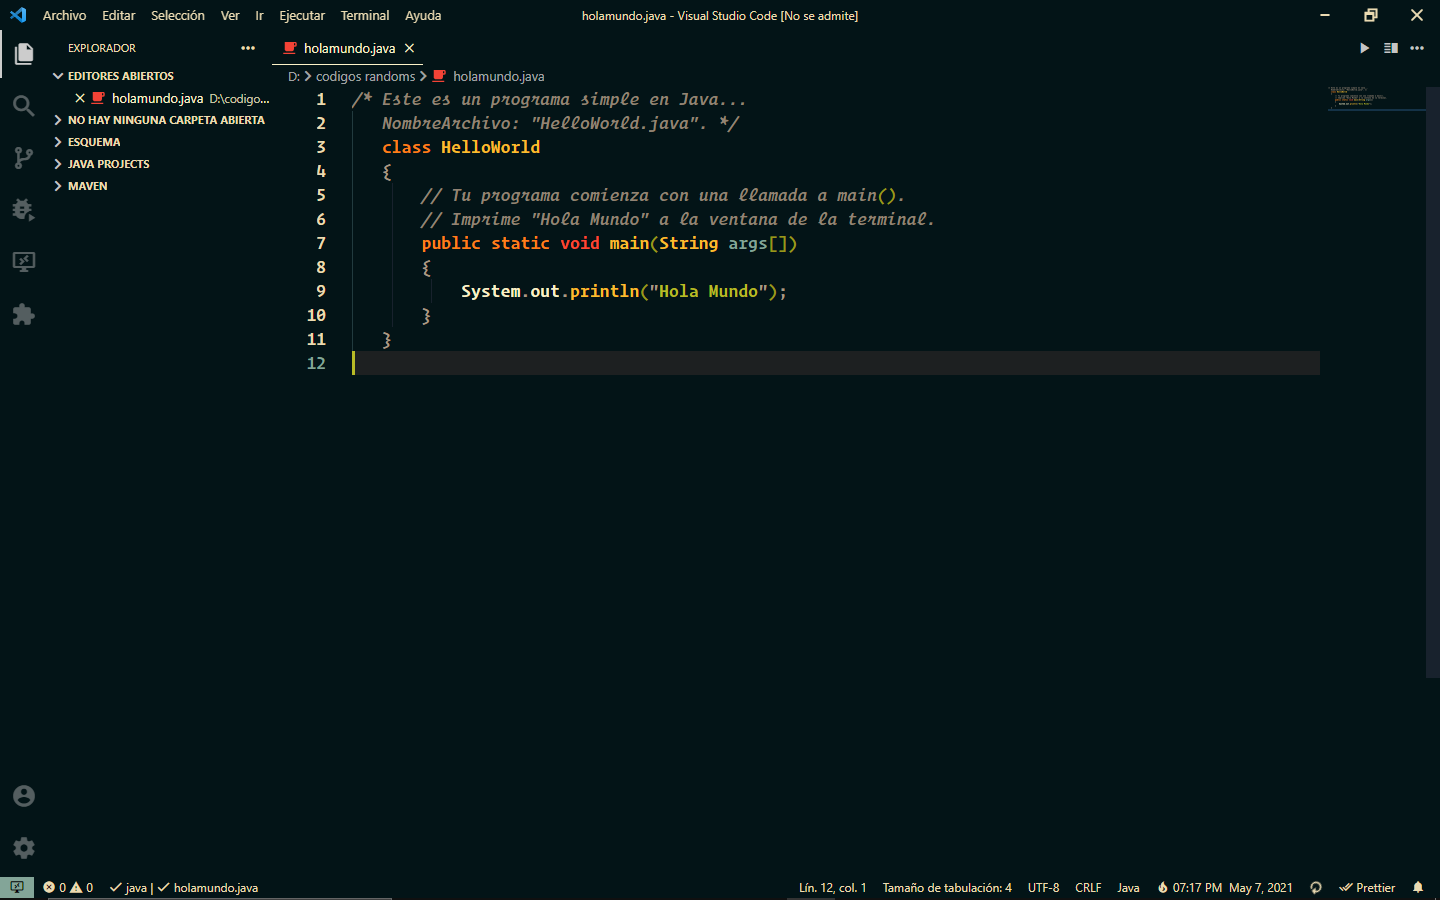 Archivo Editar Selección Ver Ir Ejecutar Terminal Ayuda
holamundo.java - Visual Studio Code [No se admite]
EXPLORADOR
EDITORES ABIERTOS
holamundo.java D:\codigo...
NO HAY NINGUNA CARPETA ABIERTA
ESQUEMA
JAVA PROJECTS
MAVEN
holamundo.java
D: > codigos randoms > holamundo.java
1 /* Este es un programa simple en Java...
2 NombreArchivo: "HelloWorld.java". */
3 class HelloWorld
4 {
5 // Tu programa comienza con una llamada a main().
6 // Imprime "Hola Mundo" a la ventana de la terminal.
7 public static void main(String args[])
8 {
9 System.out.println("Hola Mundo");
10 }
11 }
12
0 0 java | holamundo.java
Lín. 12, col. 1 Tamaño de tabulación: 4 UTF-8 CRLF Java 07:17 PM May 7, 2021 Prettier